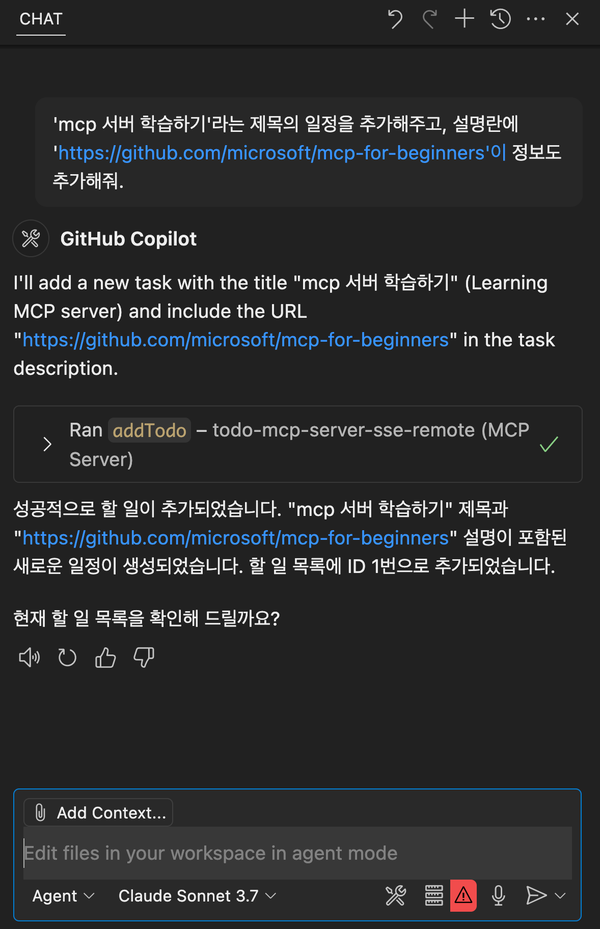 CHAT
'mcp 서버 학습하기'라는 제목의 일정을 추가해주고, 설명란에
'https://github.com/microsoft/mcp-for-beginners'이 정보도
추가해줘.
GitHub Copilot
I'll add a new task with the title "mcp 서버 학습하기" (Learning
MCP server) and include the URL
"https://github.com/microsoft/mcp-for-beginners" in the task
description.
Ran addTodo – todo-mcp-server-sse-remote (MCP
Server)
성공적으로 할 일이 추가되었습니다. "mcp 서버 학습하기" 제목과
"https://github.com/microsoft/mcp-for-beginners" 설명이 포함된
새로운 일정이 생성되었습니다. 할 일 목록에 ID 1번으로 추가되었습니다.
현재 할 일 목록을 확인해 드릴까요?
Add Context...
Edit files in your workspace in agent mode
Agent Claude Sonnet 3.7